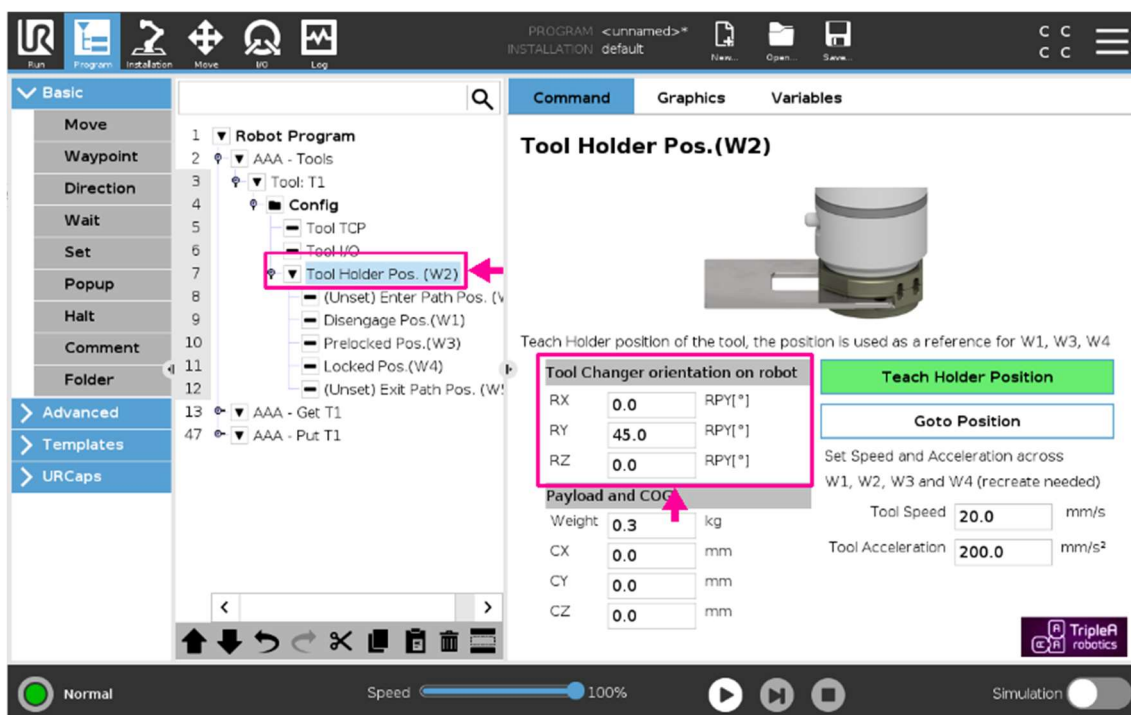 PROGRAM <unnamed>*
INSTALLATION default
C C
C C
Run
Program
Installation
Move
I/O
Log
New...
Open...
Save...
Basic
Move
Waypoint
Direction
Wait
Set
Popup
Halt
Comment
Folder
Advanced
Templates
URCaps
1 Robot Program
2 AAA - Tools
3 Tool: T1
4 Config
5 Tool TCP
6 Tool I/O
7 Tool Holder Pos. (W2)
8 (Unset) Enter Path Pos. (W
9 Disengage Pos.(W1)
10 Prelocked Pos.(W3)
11 Locked Pos.(W4)
12 (Unset) Exit Path Pos. (W5
13 AAA - Get T1
47 AAA - Put T1
Command Graphics Variables
Tool Holder Pos.(W2)
Teach Holder position of the tool, the position is used as a reference for W1, W3, W4
Tool Changer orientation on robot
RX 0.0 RPY[°]
RY 45.0 RPY[°]
RZ 0.0 RPY[°]
Payload and COG
Weight 0.3 kg
CX 0.0 mm
CY 0.0 mm
CZ 0.0 mm
Teach Holder Position
Goto Position
Set Speed and Acceleration across
W1, W2, W3 and W4 (recreate needed)
Tool Speed 20.0 mm/s
Tool Acceleration 200.0 mm/s²
TripleA
robotics
Normal
Speed 100%
Simulation